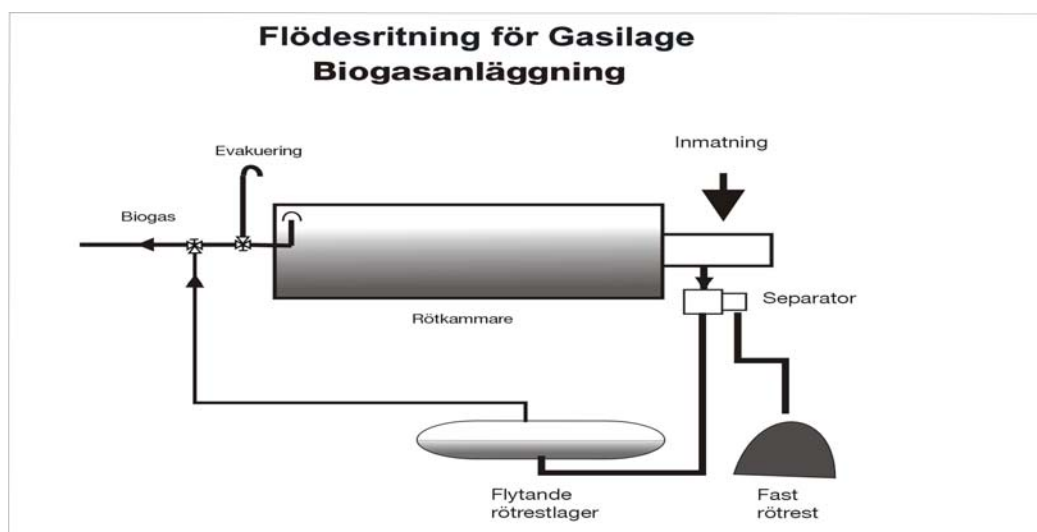 Flödesritning för Gasilage
Biogasanläggning
Evakuering
Inmatning
Biogas
Separator
Rötkammare
Flytande
rötrestlager
Fast
rötrest